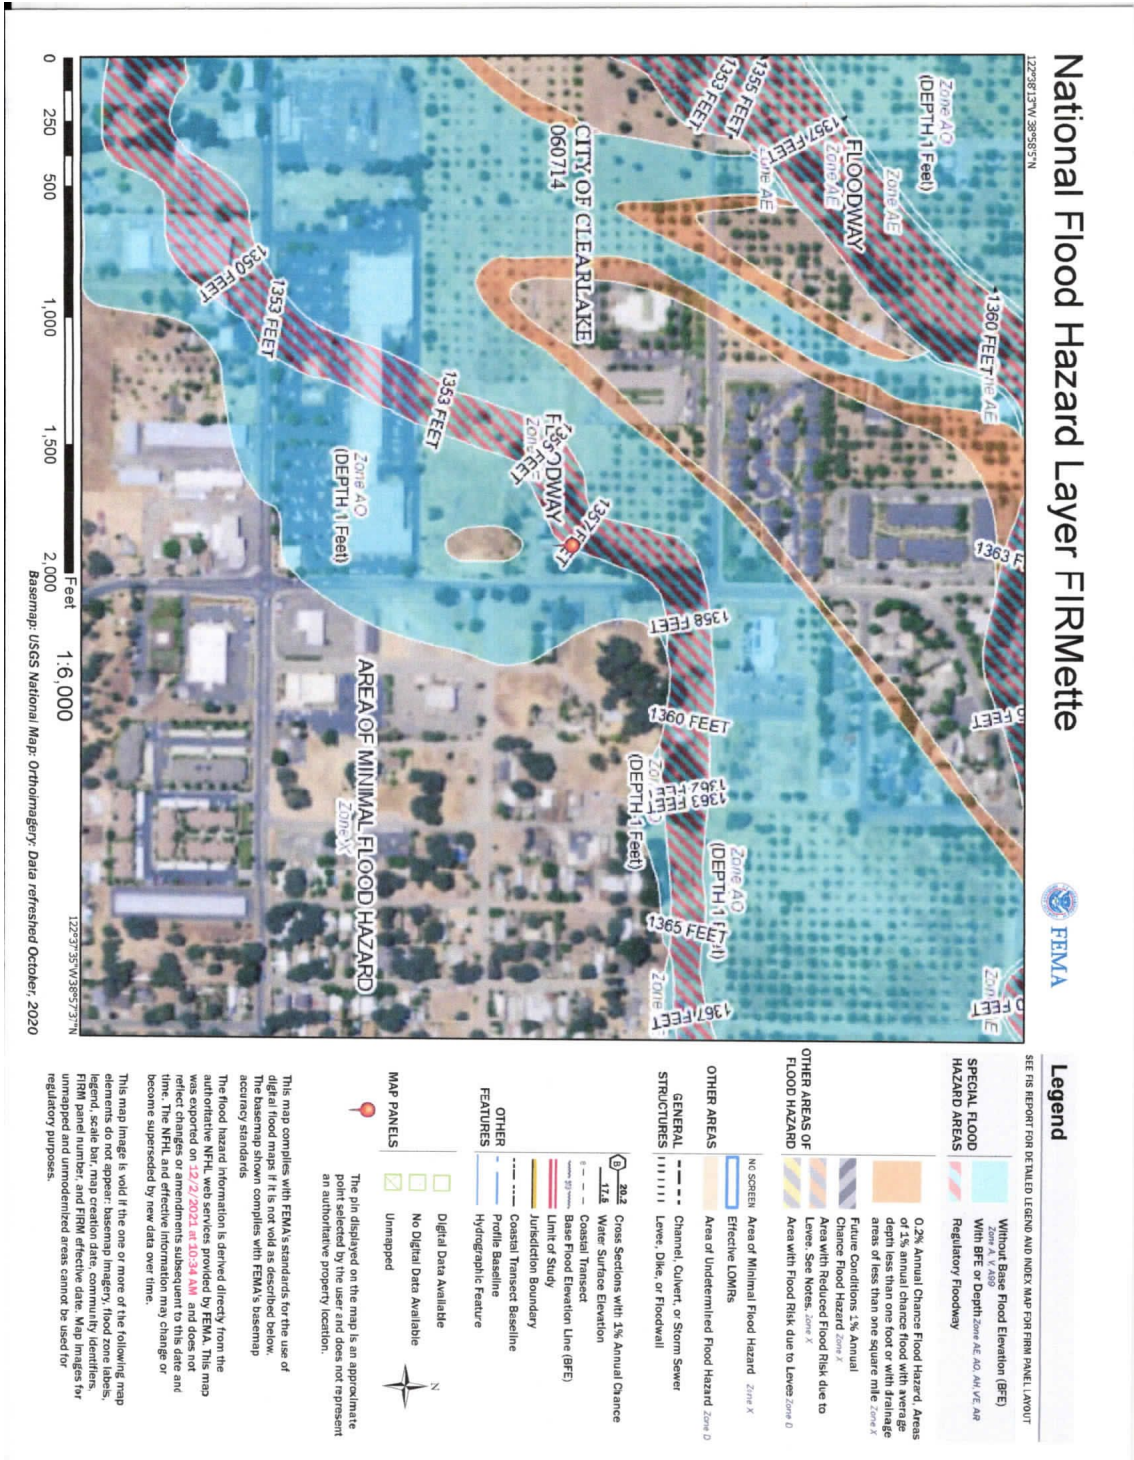 National Flood Hazard Layer FIRMette
FEMA
122°38'13"W 38°58'5"N
Zone AO
(DEPTH 1 Feet)
Zone AE
FLOODWAY
Zone AE
1357 FEET
1355 FEET
1353 FEET
Zone AE
1360 FEET
1363 F
CITY OF CLEARLAKE
060714
1350 FEET
1353 FEET
1353 FEET
FLOODWAY
1358 FEET
1360 FEET
1363 FEET
1365 FEET
1367 FEET
Zone AO
(DEPTH 1 Feet)
Zone AO
(DEPTH 1 Feet)
AREA OF MINIMAL FLOOD HAZARD
Zone X
122°37'35"W 38°57'37"N
0 250 500 1,000 1,500 2,000
Feet
1:6,000
Basemap: USGS National Map: Orthoimagery: Data refreshed October, 2020
Legend
SEE FIS REPORT FOR DETAILED LEGEND AND INDEX MAP FOR FIRM PANEL LAYOUT
SPECIAL FLOOD
HAZARD AREAS
Without Base Flood Elevation (BFE)
Zone A, V, A99
With BFE or Depth Zone AE, AO, AH, VE, AR
Regulatory Floodway
OTHER AREAS OF
FLOOD HAZARD
0.2% Annual Chance Flood Hazard, Areas
of 1% annual chance flood with average
depth less than one foot or with drainage
areas of less than one square mile Zone X
Future Conditions 1% Annual
Chance Flood Hazard Zone X
Area with Reduced Flood Risk due to
Levee. See Notes. Zone X
Area with Flood Risk due to Levee Zone D
OTHER AREAS
NO SCREEN Area of Minimal Flood Hazard Zone X
Effective LOMRs
Area of Undetermined Flood Hazard Zone D
GENERAL
STRUCTURES
Channel, Culvert, or Storm Sewer
Levee, Dike, or Floodwall
B 20.2 Cross Sections with 1% Annual Chance
17.5 Water Surface Elevation
Coastal Transect
Base Flood Elevation Line (BFE)
Limit of Study
Jurisdiction Boundary
Coastal Transect Baseline
OTHER
FEATURES
Profile Baseline
Hydrographic Feature
MAP PANELS
Digital Data Available
No Digital Data Available
Unmapped
N
The pin displayed on the map is an approximate
point selected by the user and does not represent
an authoritative property location.
This map complies with FEMA's standards for the use of
digital flood maps if it is not void as described below.
The basemap shown complies with FEMA's basemap
accuracy standards
The flood hazard information is derived directly from the
authoritative NFHL web services provided by FEMA. This map
was exported on 12/2/2021 at 10:34 AM and does not
reflect changes or amendments subsequent to this date and
time. The NFHL and effective information may change or
become superseded by new data over time.
This map image is void if the one or more of the following map
elements do not appear: basemap imagery, flood zone labels,
legend, scale bar, map creation date, community identifiers,
FIRM panel number, and FIRM effective date. Map images for
unmapped and unmodernized areas cannot be used for
regulatory purposes.